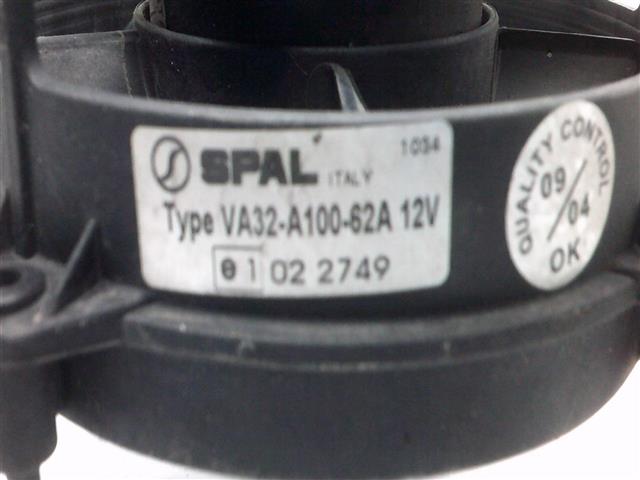 SPAL 1034
ITALY
Type VA32-A100-62A 12V
e 1 02 2749
QUALITY CONTROL
09/04
OK